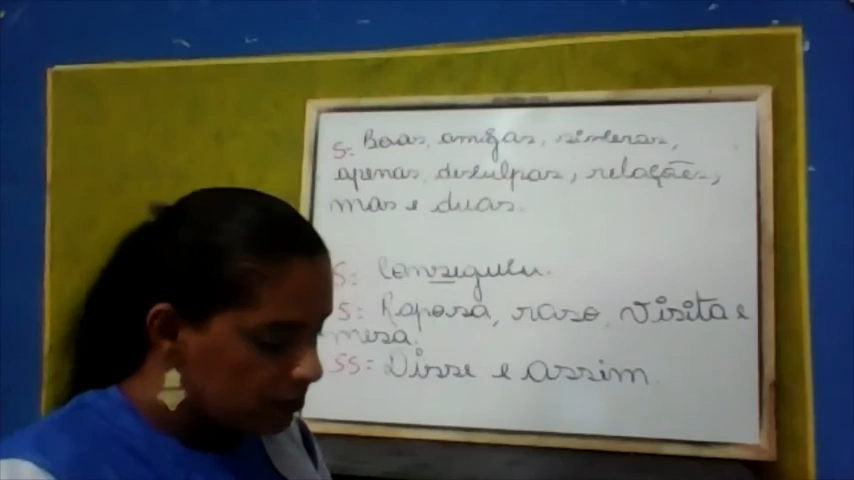 S: Boas, amigas, sinceras,
apenas, desculpas, relações,
mas e duas.
S: Conseguiu.
S: Raposa, raso, visita e
mesa.
SS= Disse e assim